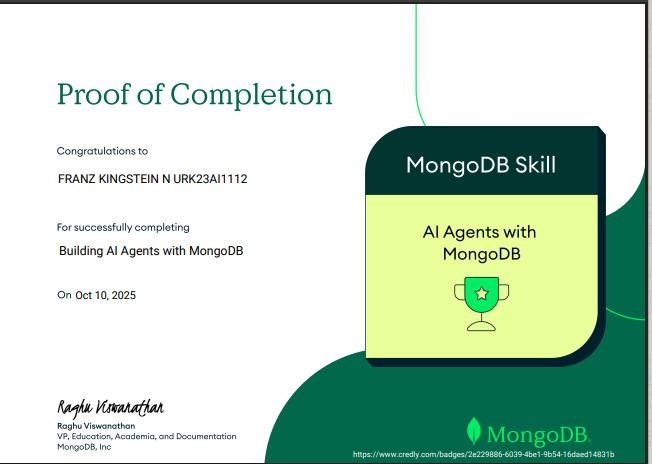 Proof of Completion
Congratulations to
FRANZ KINGSTEIN N URK23AI1112
For successfully completing
Building AI Agents with MongoDB
On Oct 10, 2025
MongoDB Skill
AI Agents with
MongoDB
Raghu Viswanathan
Raghu Viswanathan
VP, Education, Academia, and Documentation
MongoDB, Inc
MongoDB.
https://www.credly.com/badges/2e229886-6039-4be1-9b54-16daed14831b